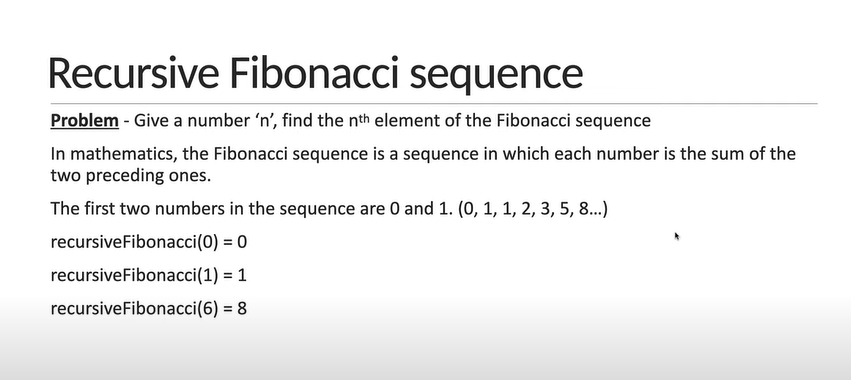 Recursive Fibonacci sequence
Problem - Give a number ‘n’, find the nth element of the Fibonacci sequence
In mathematics, the Fibonacci sequence is a sequence in which each number is the sum of the
two preceding ones.
The first two numbers in the sequence are 0 and 1. (0, 1, 1, 2, 3, 5, 8…)
recursiveFibonacci(0) = 0
recursiveFibonacci(1) = 1
recursiveFibonacci(6) = 8